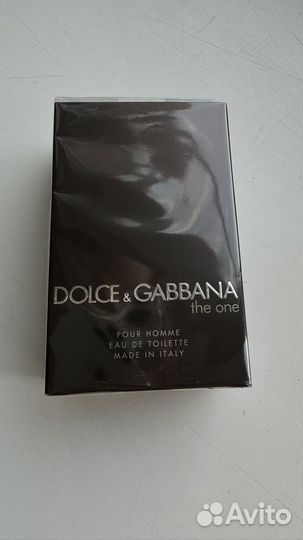 DOLCE & GABBANA
the one
POUR HOMME
EAU DE TOILETTE
MADE IN ITALY
Avito